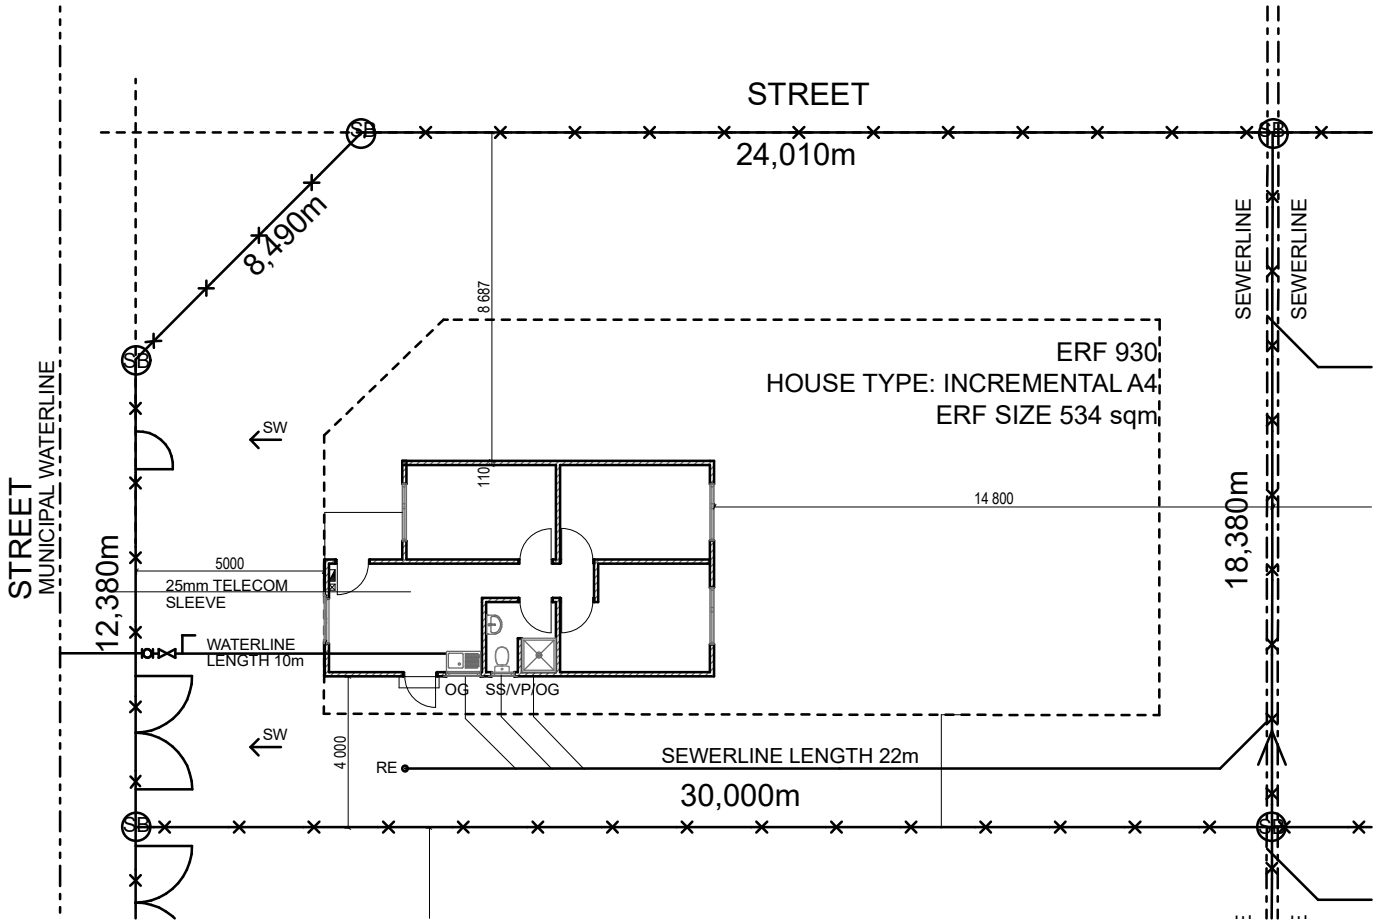 STREET
SB
SB
24,010m
8,490m
SEWERLINE
SEWERLINE
8 687
ERF 930
HOUSE TYPE: INCREMENTAL A4
ERF SIZE 534 sqm
SB
STREET
MUNICIPAL WATERLINE
SW
110
14 800
18,380m
12,380m
5000
25mm TELECOM
SLEEVE
WATERLINE
LENGTH 10m
OG
SS/VP/OG
SW
4 000
RE
SEWERLINE LENGTH 22m
30,000m
SB
SB